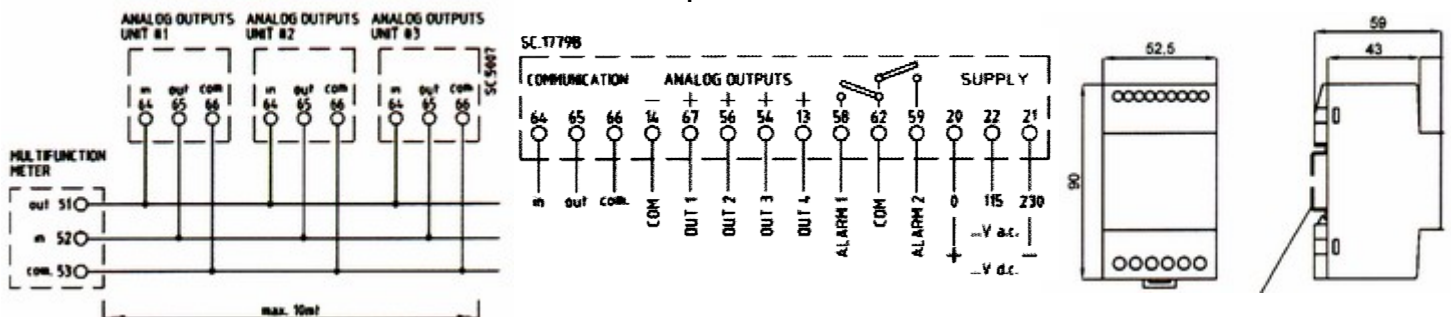 ANALOG OUTPUTS UNIT #1
ANALOG OUTPUTS UNIT #2
ANALOG OUTPUTS UNIT #3
SC.5007
in out com
64 65 66
in out com
64 65 66
in out com
64 65 66
MULTIFUNCTION METER
out 51
in 52
com. 53
max. 10mt
SC.1779B
COMMUNICATION ANALOG OUTPUTS SUPPLY
− + + + +
64 65 66 14 67 56 54 13 58 62 59 20 22 21
in out com. COM OUT 1 OUT 2 OUT 3 OUT 4 ALARM 1 COM ALARM 2 0 115 230
...V a.c.
+ −
...V d.c.
52,5
90
59
43